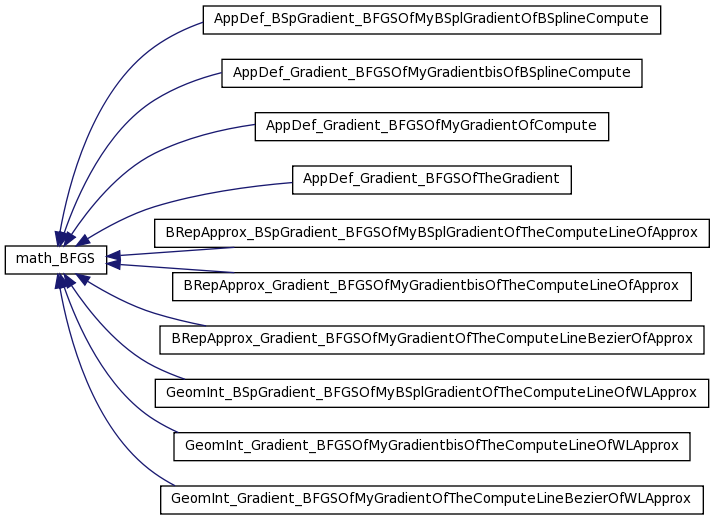 AppDef_BSpGradient_BFGSOfMyBSplGradientOfBSplineCompute
AppDef_Gradient_BFGSOfMyGradientbisOfBSplineCompute
AppDef_Gradient_BFGSOfMyGradientOfCompute
AppDef_Gradient_BFGSOfTheGradient
BRepApprox_BSpGradient_BFGSOfMyBSplGradientOfTheComputeLineOfApprox
math_BFGS
BRepApprox_Gradient_BFGSOfMyGradientbisOfTheComputeLineOfApprox
BRepApprox_Gradient_BFGSOfMyGradientOfTheComputeLineBezierOfApprox
GeomInt_BSpGradient_BFGSOfMyBSplGradientOfTheComputeLineOfWLApprox
GeomInt_Gradient_BFGSOfMyGradientbisOfTheComputeLineOfWLApprox
GeomInt_Gradient_BFGSOfMyGradientOfTheComputeLineBezierOfWLApprox